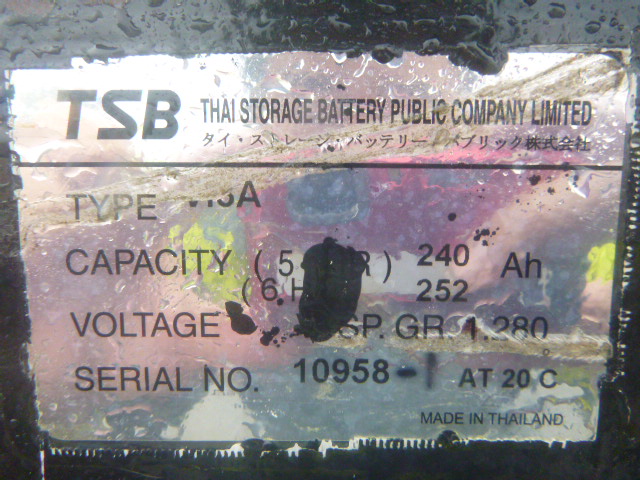 TSB THAI STORAGE BATTERY PUBLIC COMPANY LIMITED
タイ・ストレージ・バッテリー・パブリック株式会社
TYPE
CAPACITY ( 5 ) 240 Ah
( 6 252
VOLTAGE SP. GR. 1.280
SERIAL NO. 10958 AT 20°C
MADE IN THAILAND